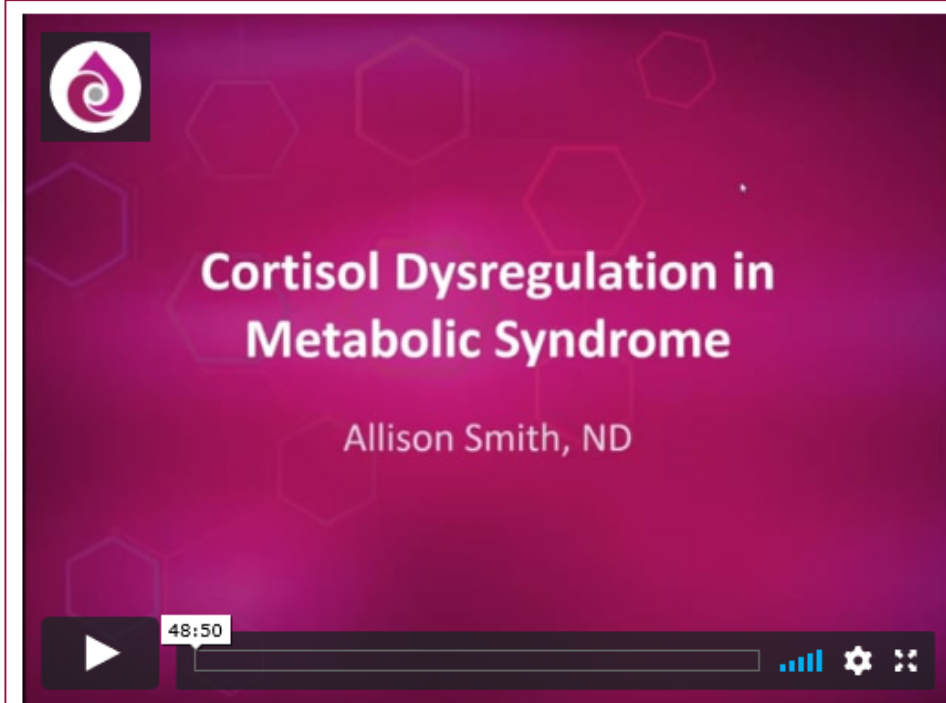 Cortisol Dysregulation in
Metabolic Syndrome
Allison Smith, ND
48:50